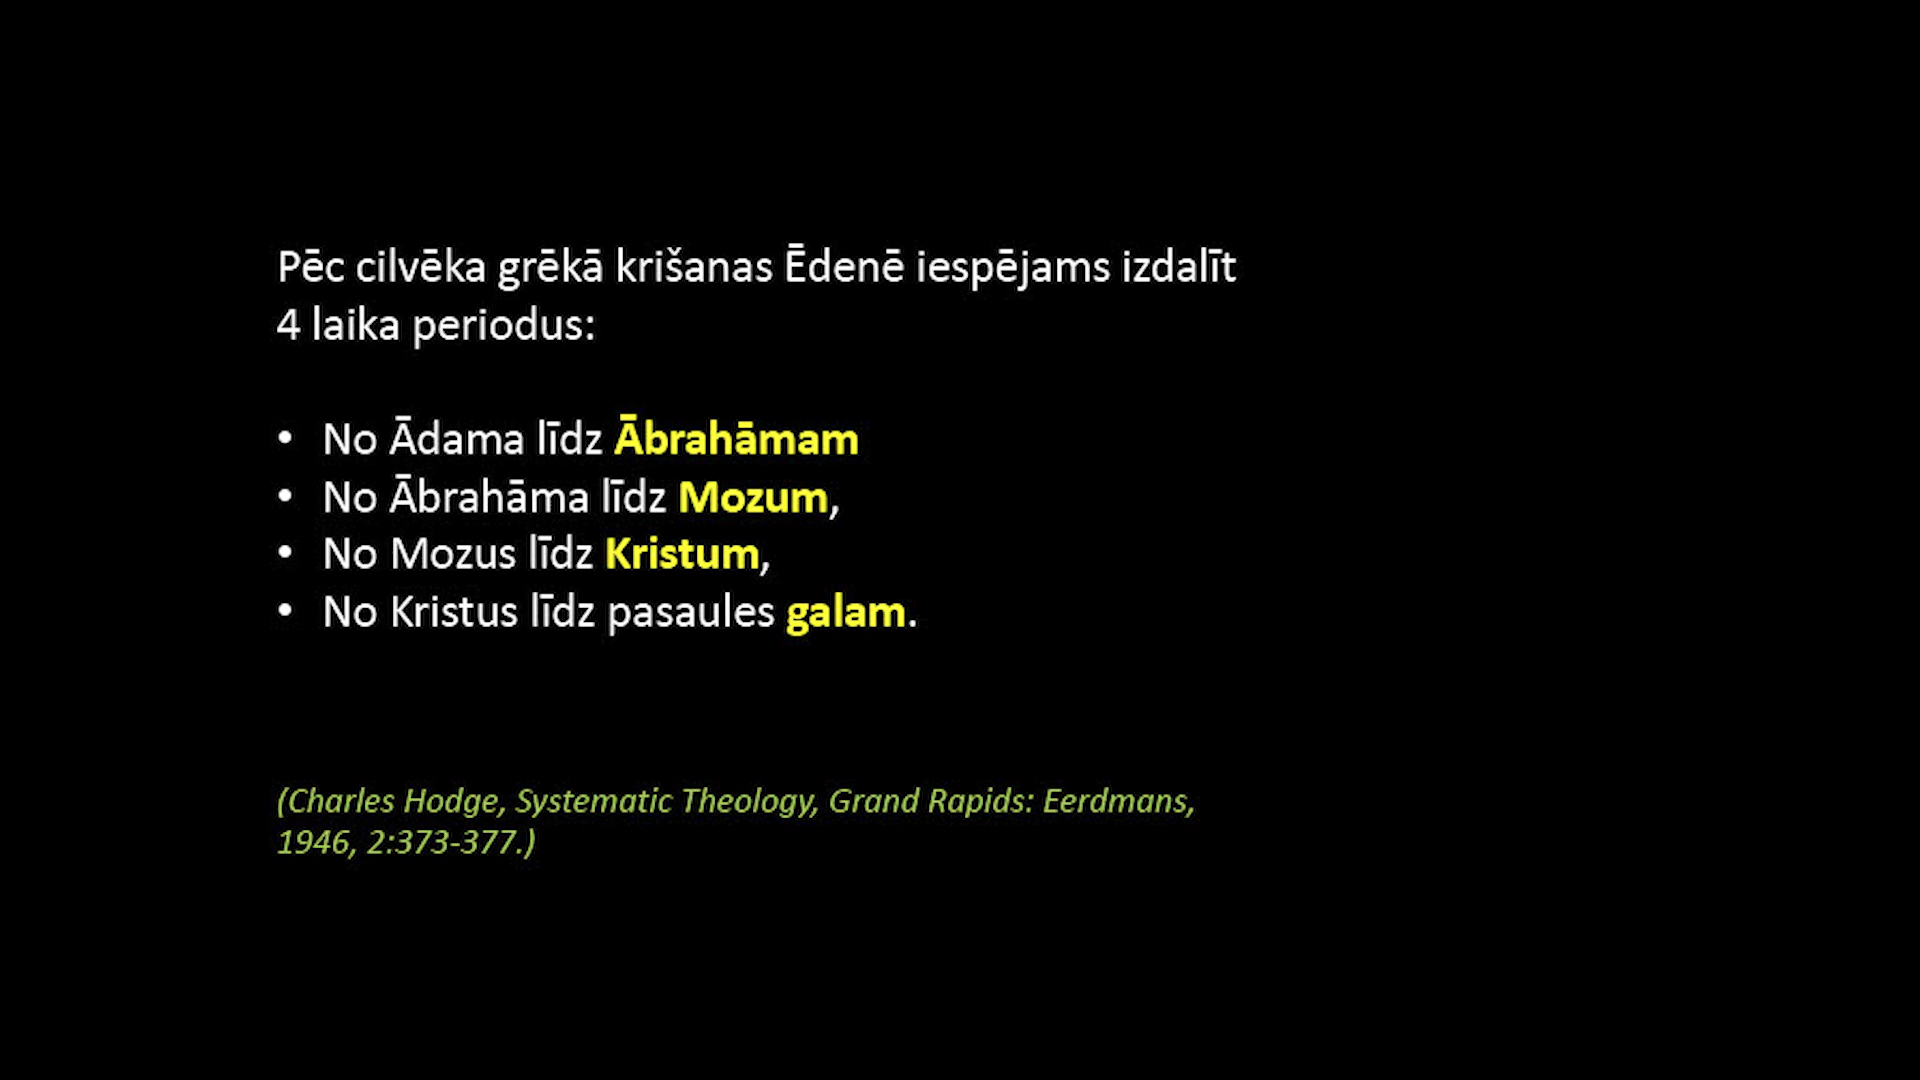 Pēc cilvēka grēkā krišanas Ēdenē iespējams izdalīt
4 laika periodus:
• No Ādama līdz Ābrahāmam
• No Ābrahāma līdz Mozum,
• No Mozus līdz Kristum,
• No Kristus līdz pasaules galam.
(Charles Hodge, Systematic Theology, Grand Rapids: Eerdmans,
1946, 2:373-377.)